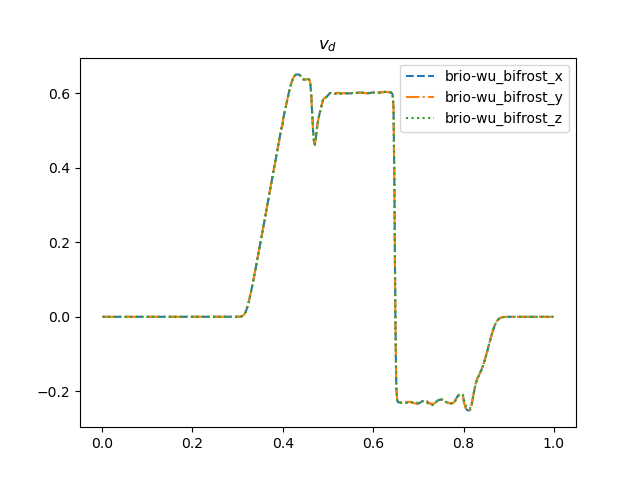 v_d
brio-wu_bifrost_x
brio-wu_bifrost_y
brio-wu_bifrost_z
0.6
0.4
0.2
0.0
−0.2
0.0 0.2 0.4 0.6 0.8 1.0